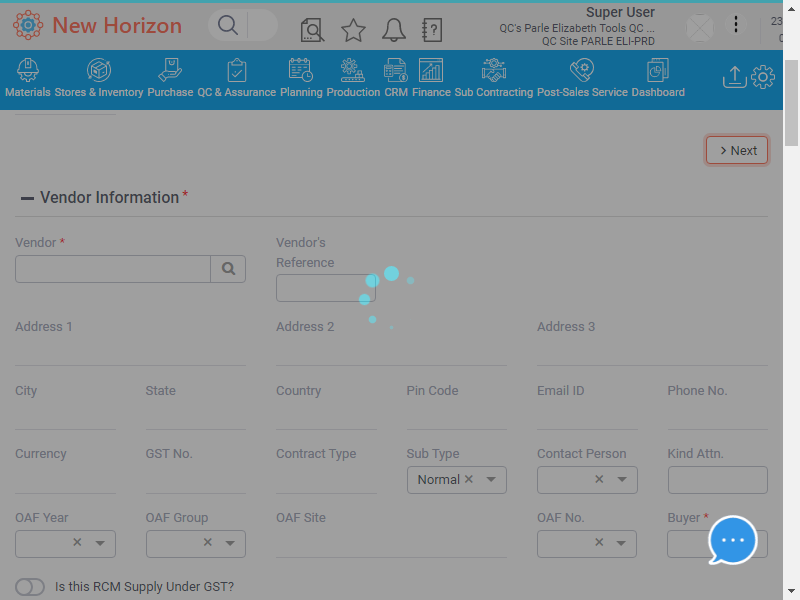 New Horizon
Super User
QC's Parle Elizabeth Tools QC ...
QC Site PARLE ELI-PRD
23
Materials Stores & Inventory Purchase QC & Assurance Planning Production CRM Finance Sub Contracting Post-Sales Service Dashboard
Next
Vendor Information *
Vendor *
Vendor's
Reference
Address 1 Address 2 Address 3
City State Country Pin Code Email ID Phone No.
Currency GST No. Contract Type Sub Type Contact Person Kind Attn.
Normal
OAF Year OAF Group OAF Site OAF No. Buyer *
Is this RCM Supply Under GST?